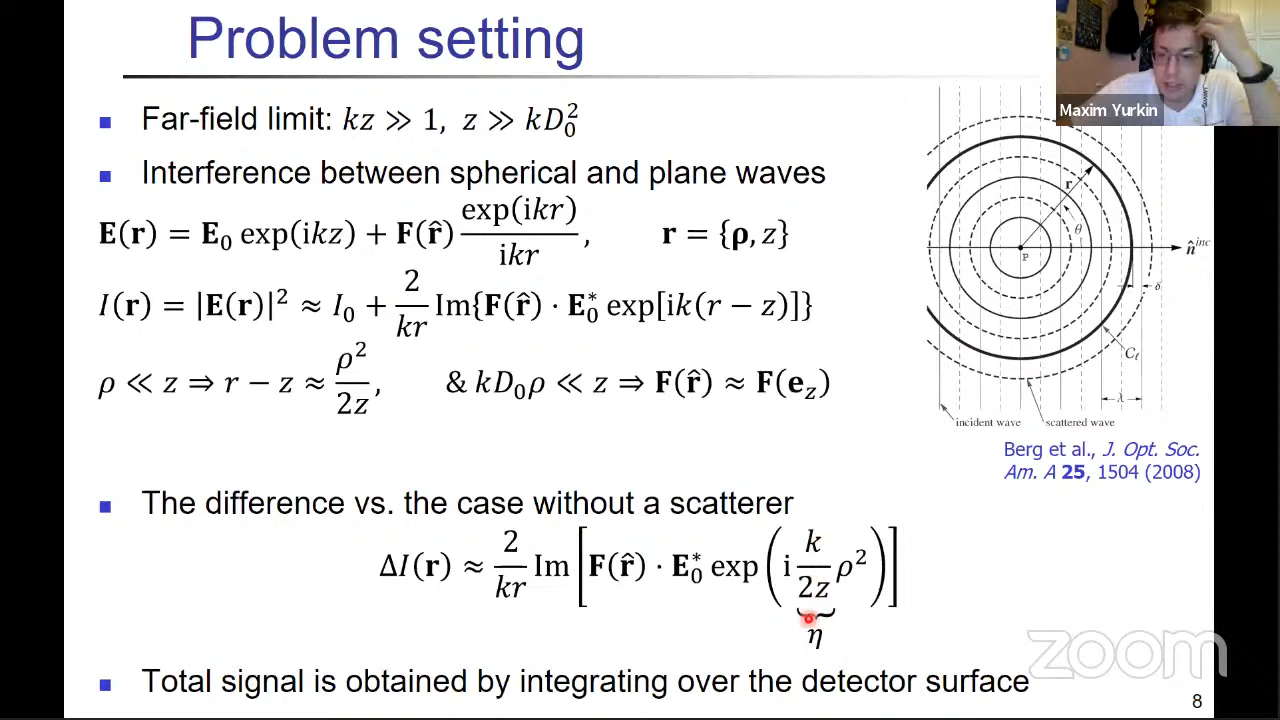 Problem setting
Maxim Yurkin
Far-field limit: kz ≫ 1, z ≫ kD₀²
Interference between spherical and plane waves
E(r) = E₀ exp(ikz) + F(r̂) exp(ikr)/ikr, r = {ρ, z}
I(r) = |E(r)|² ≈ I₀ + 2/kr Im{F(r̂) · E₀* exp[ik(r − z)]}
ρ ≪ z ⇒ r − z ≈ ρ²/2z, & kD₀ρ ≪ z ⇒ F(r̂) ≈ F(e_z)
r
θ
P
n̂^inc
δ
C_ℓ
λ
incident wave
scattered wave
Berg et al., J. Opt. Soc.
Am. A 25, 1504 (2008)
The difference vs. the case without a scatterer
ΔI(r) ≈ 2/kr Im[F(r̂) · E₀* exp(i k/2z ρ²)]
η
zoom
Total signal is obtained by integrating over the detector surface
8